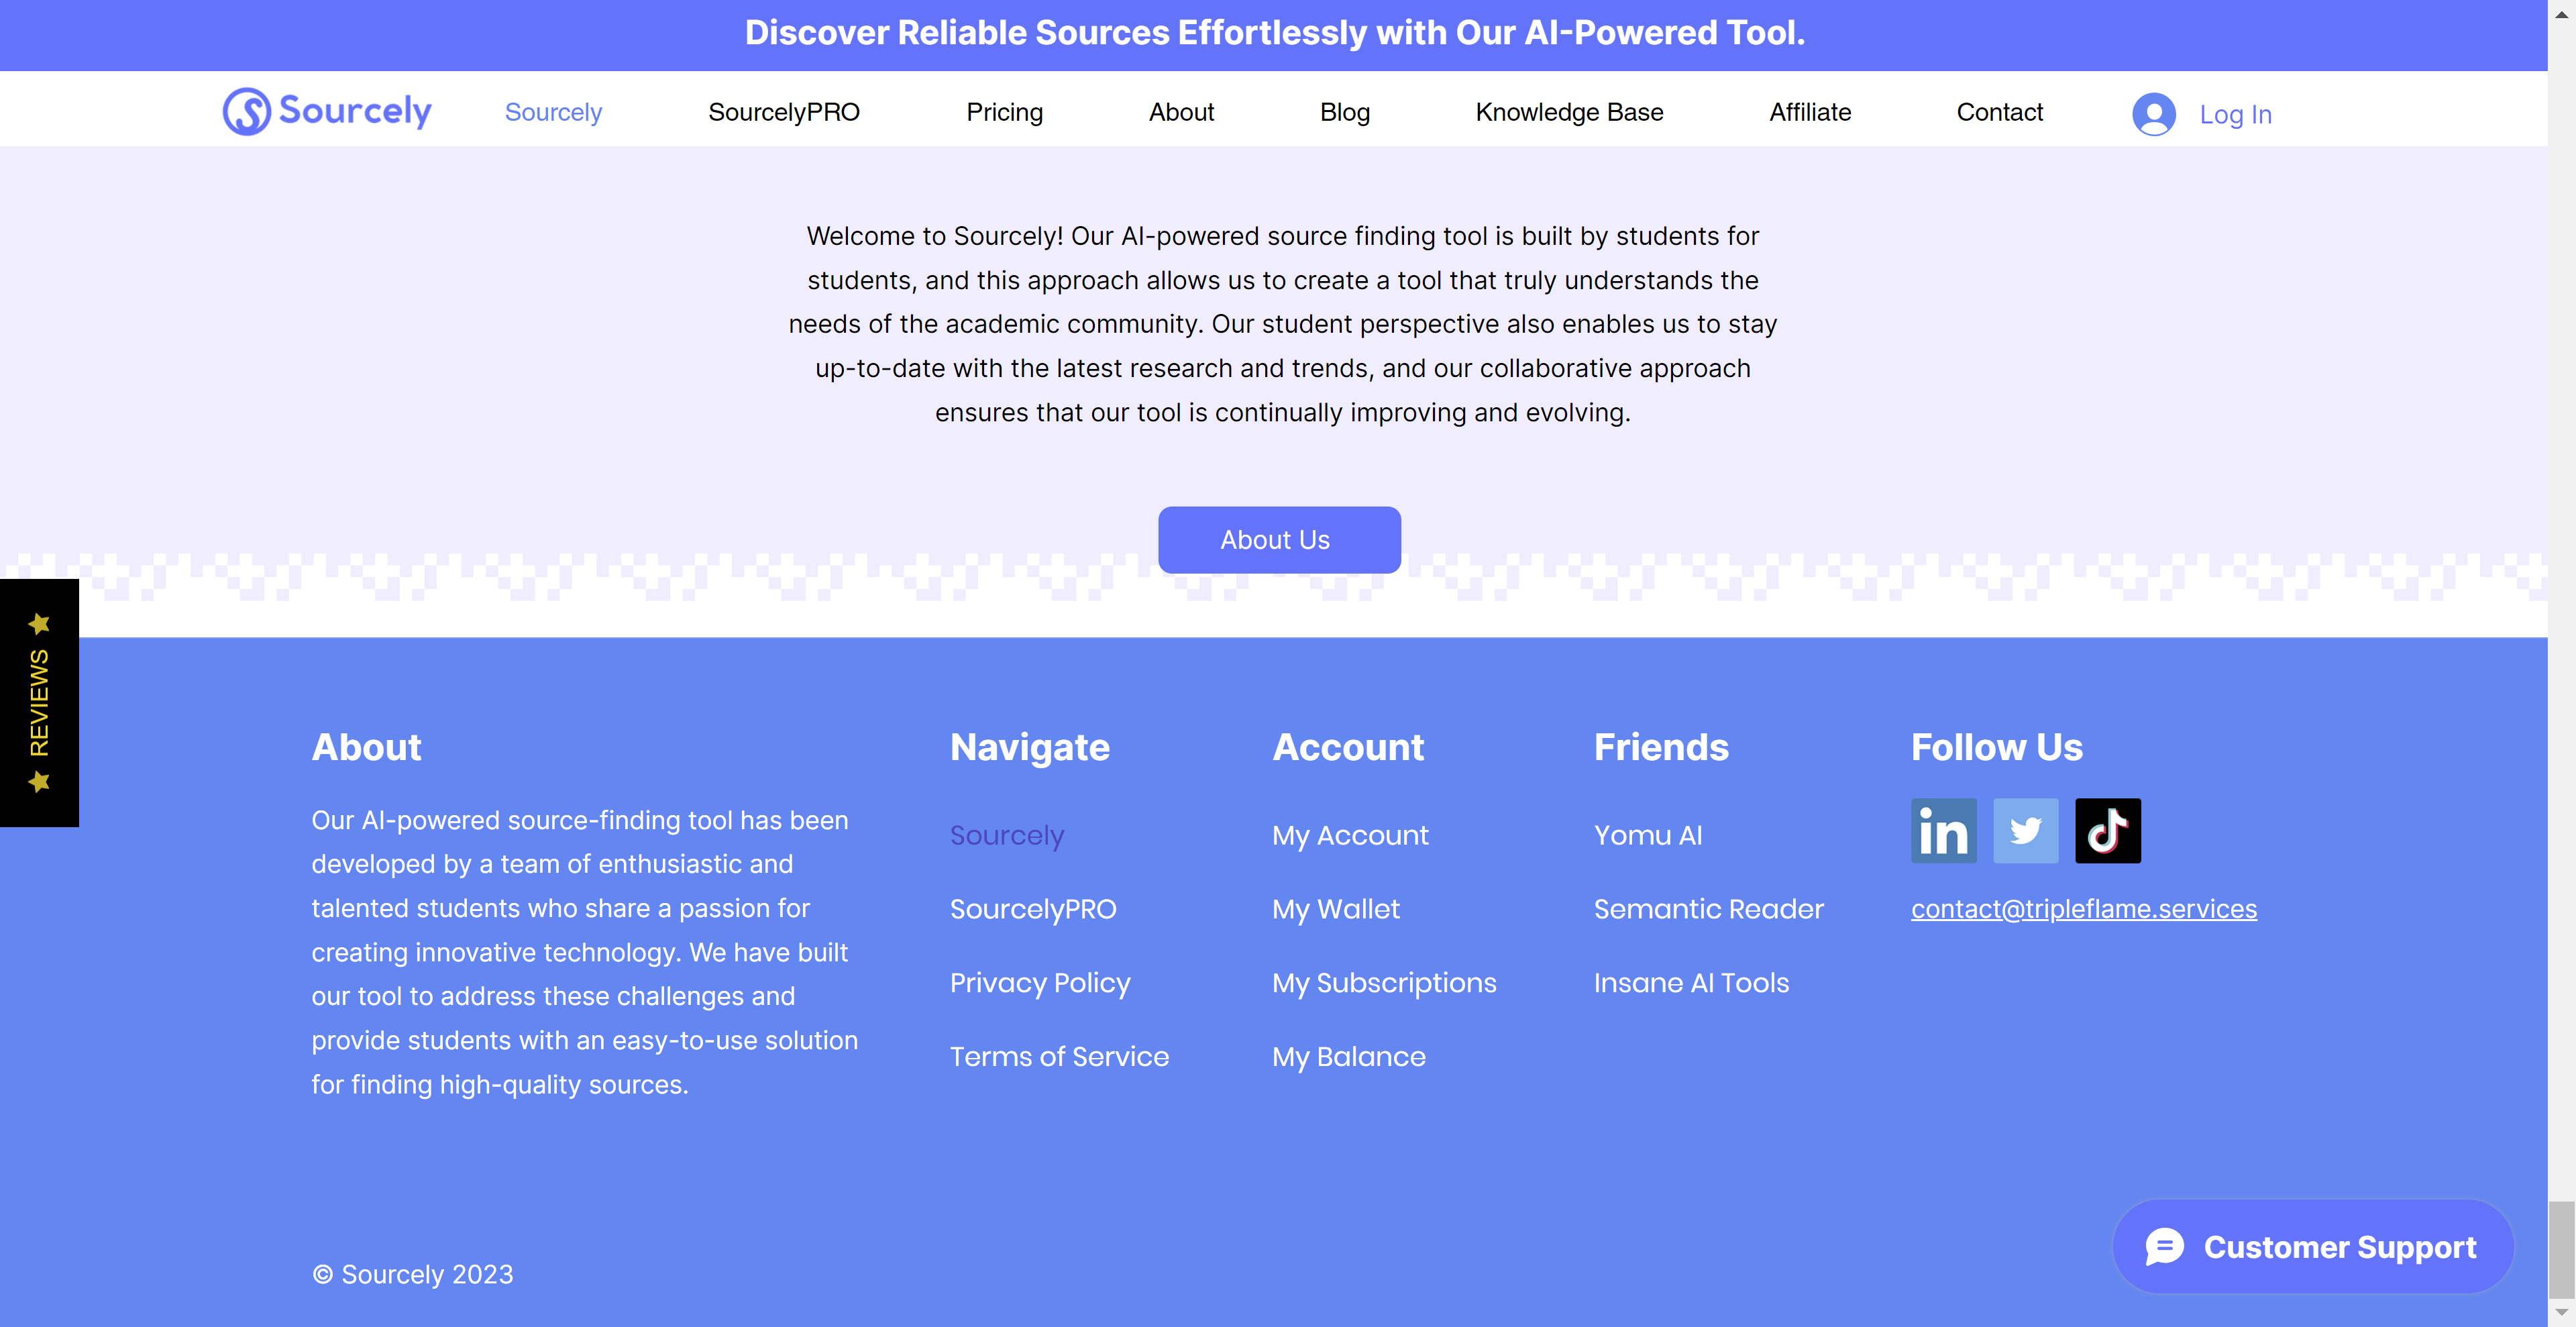 Discover Reliable Sources Effortlessly with Our AI-Powered Tool.
Sourcely
Sourcely
SourcelyPRO
Pricing
About
Blog
Knowledge Base
Affiliate
Contact
Log In
Welcome to Sourcely! Our AI-powered source finding tool is built by students for
students, and this approach allows us to create a tool that truly understands the
needs of the academic community. Our student perspective also enables us to stay
up-to-date with the latest research and trends, and our collaborative approach
ensures that our tool is continually improving and evolving.
About Us
REVIEWS
About
Our AI-powered source-finding tool has been
developed by a team of enthusiastic and
talented students who share a passion for
creating innovative technology. We have built
our tool to address these challenges and
provide students with an easy-to-use solution
for finding high-quality sources.
Navigate
Sourcely
SourcelyPRO
Privacy Policy
Terms of Service
Account
My Account
My Wallet
My Subscriptions
My Balance
Friends
Yomu AI
Semantic Reader
Insane AI Tools
Follow Us
in
contact@tripleflame.services
Customer Support
© Sourcely 2023